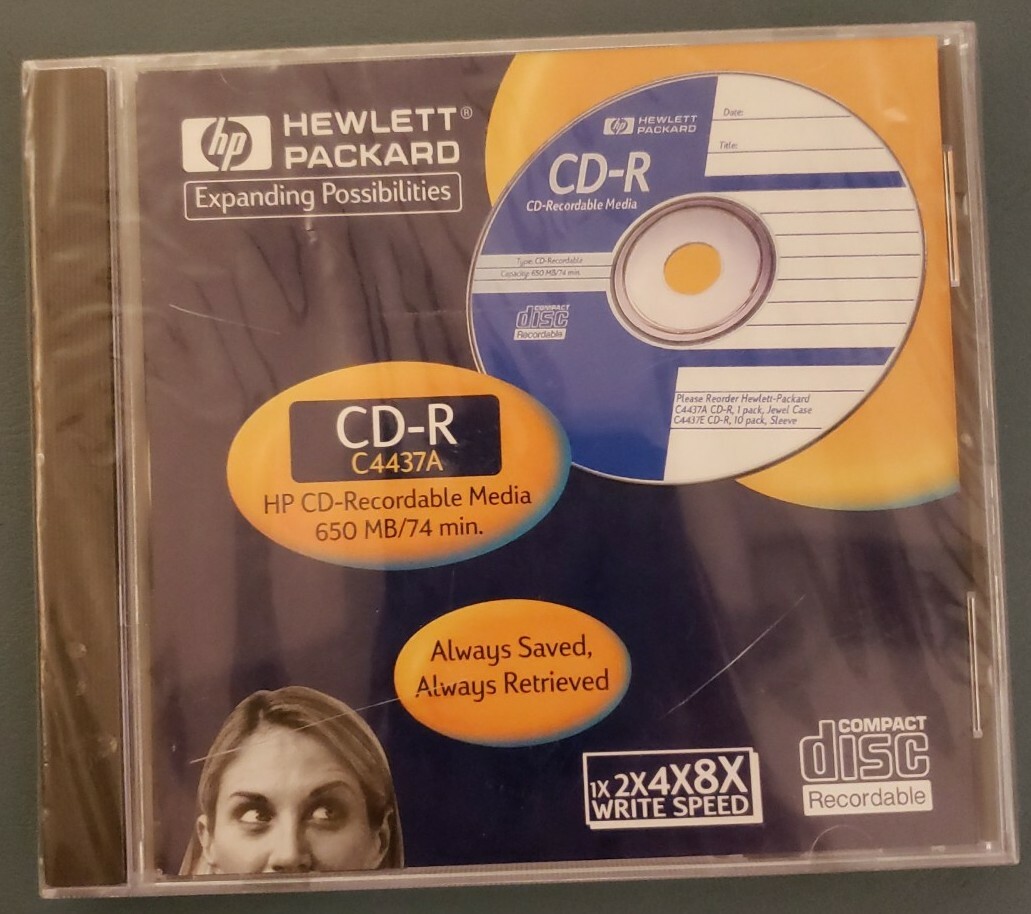 hp HEWLETT®
PACKARD
Expanding Possibilities
hp HEWLETT
PACKARD
CD-R
CD-Recordable Media
Date:
Title:
Type: CD-Recordable
Capacity: 650 MB/74 min.
COMPACT
disc
Recordable
Please Reorder Hewlett-Packard
C4437A CD-R, 1 pack, Jewel Case
C4437E CD-R, 10 pack, Sleeve
CD-R
C4437A
HP CD-Recordable Media
650 MB/74 min.
Always Saved,
Always Retrieved
1X 2X4X8X
WRITE SPEED
COMPACT
disc
Recordable